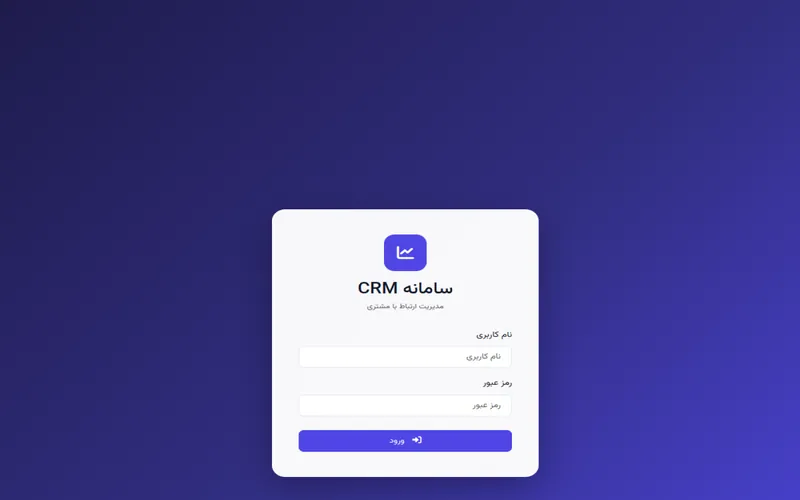 سامانه CRM
مدیریت ارتباط با مشتری
نام کاربری
نام کاربری
رمز عبور
رمز عبور
ورود